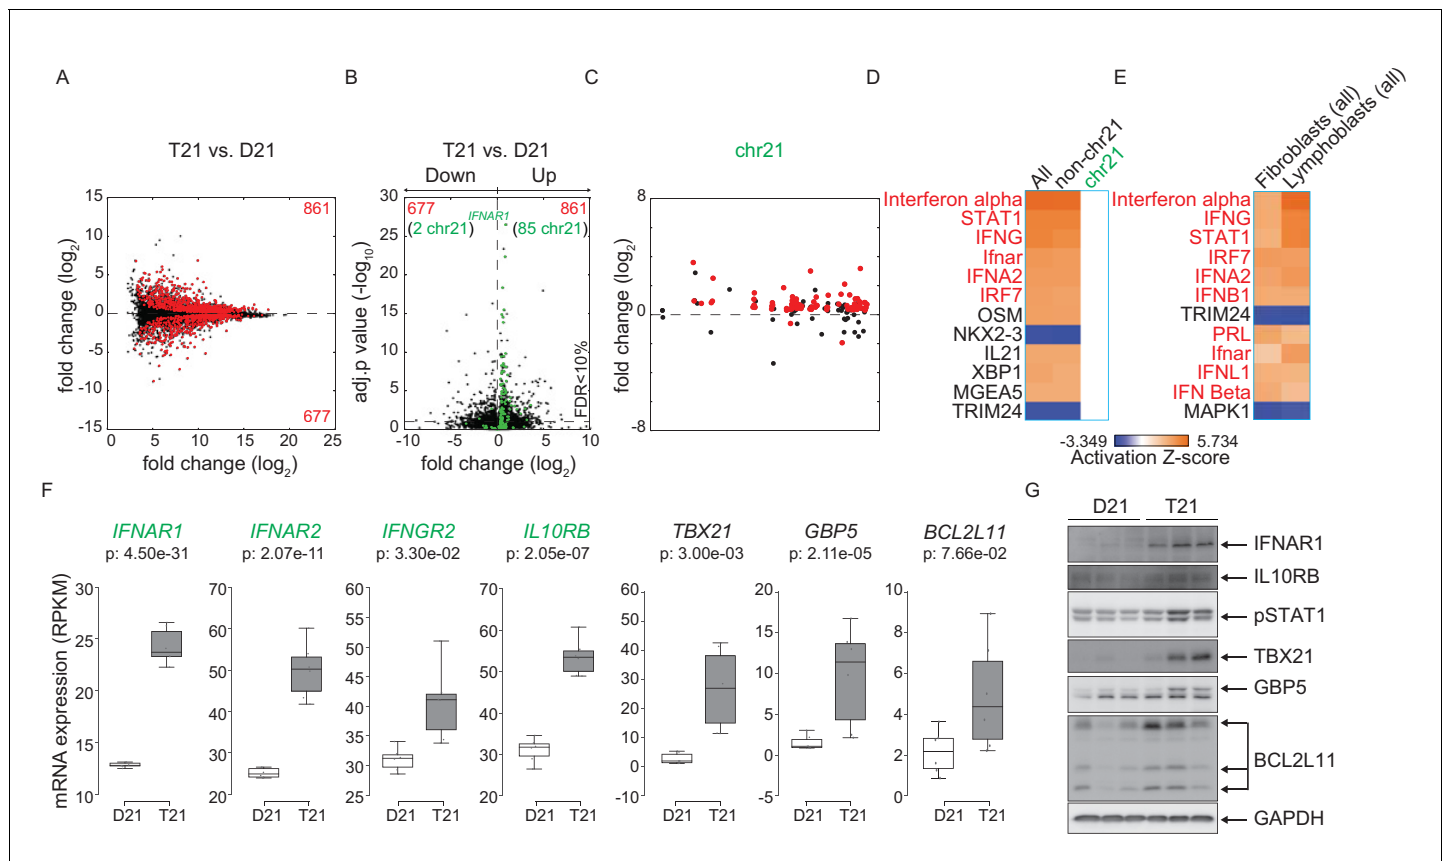 A
B
C
D
E
T21 vs. D21
15
10
5
0
-5
-10
-15
861
677
0 5 10 15 20 25
fold change (log2)
fold change (log2)
T21 vs. D21
Down Up
30
25
20
15
10
5
0
677
(2 chr21)
IFNAR1
861
(85 chr21)
FDR<10%
-10 -5 0 5 10
adj.p value (-log10)
fold change (log2)
chr21
8
0
-8
fold change (log2)
All
non-chr21
chr21
Interferon alpha
STAT1
IFNG
Ifnar
IFNA2
IRF7
OSM
NKX2-3
IL21
XBP1
MGEA5
TRIM24
Fibroblasts (all)
Lymphoblasts (all)
Interferon alpha
IFNG
STAT1
IRF7
IFNA2
IFNB1
TRIM24
PRL
Ifnar
IFNL1
IFN Beta
MAPK1
-3.349 5.734
Activation Z-score
F
mRNA expression (RPKM)
IFNAR1
p: 4.50e-31
30
25
20
15
10
D21 T21
IFNAR2
p: 2.07e-11
70
60
50
40
30
20
D21 T21
IFNGR2
p: 3.30e-02
60
55
50
45
40
35
30
25
D21 T21
IL10RB
p: 2.05e-07
70
60
50
40
30
20
D21 T21
TBX21
p: 3.00e-03
60
50
40
30
20
10
0
-10
D21 T21
GBP5
p: 2.11e-05
20
15
10
5
0
-5
D21 T21
BCL2L11
p: 7.66e-02
10
8
6
4
2
0
D21 T21
G
D21 T21
IFNAR1
IL10RB
pSTAT1
TBX21
GBP5
BCL2L11
GAPDH